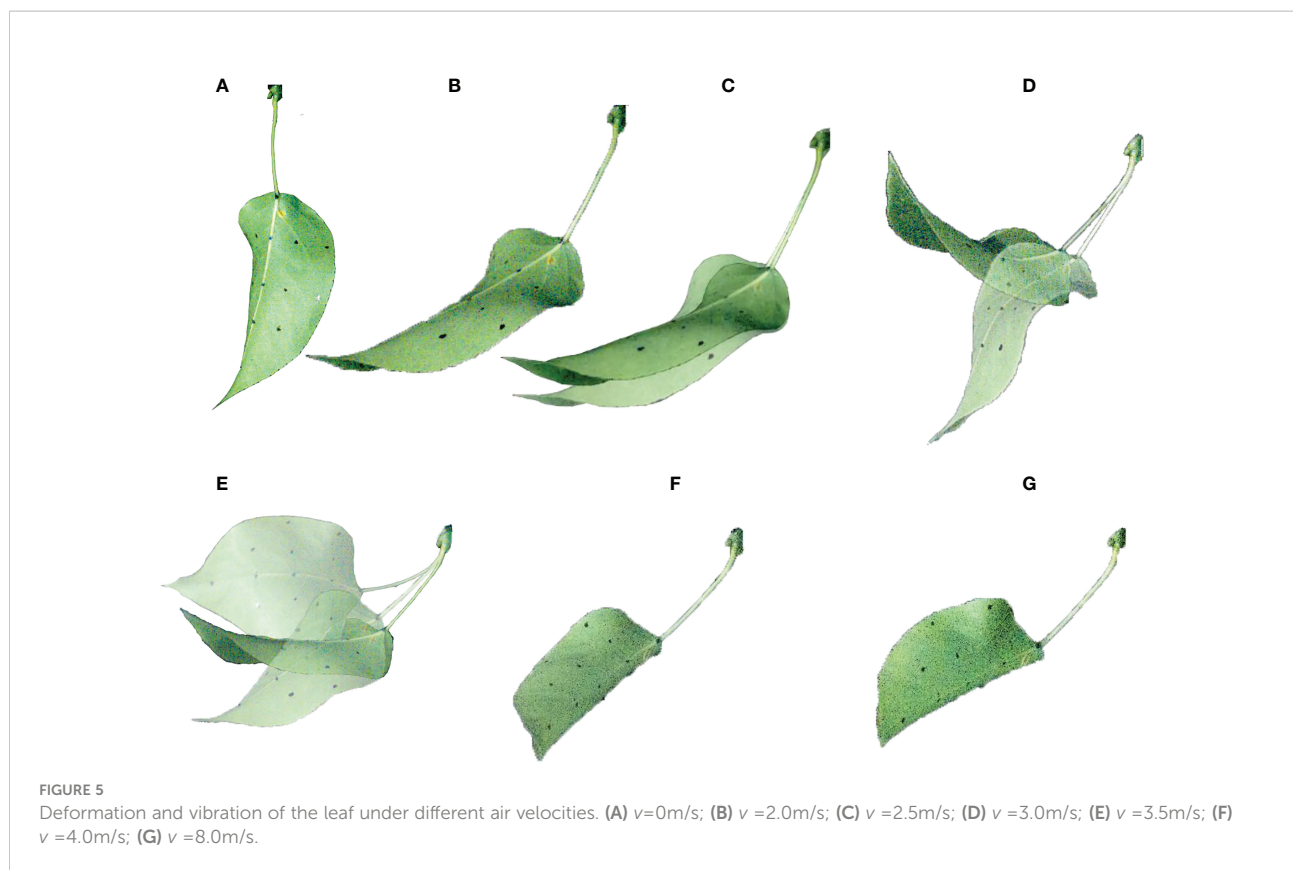 A
B
C
D
E
F
G
FIGURE 5
Deformation and vibration of the leaf under different air velocities. (A) v=0m/s; (B) v =2.0m/s; (C) v =2.5m/s; (D) v =3.0m/s; (E) v =3.5m/s; (F)
v =4.0m/s; (G) v =8.0m/s.